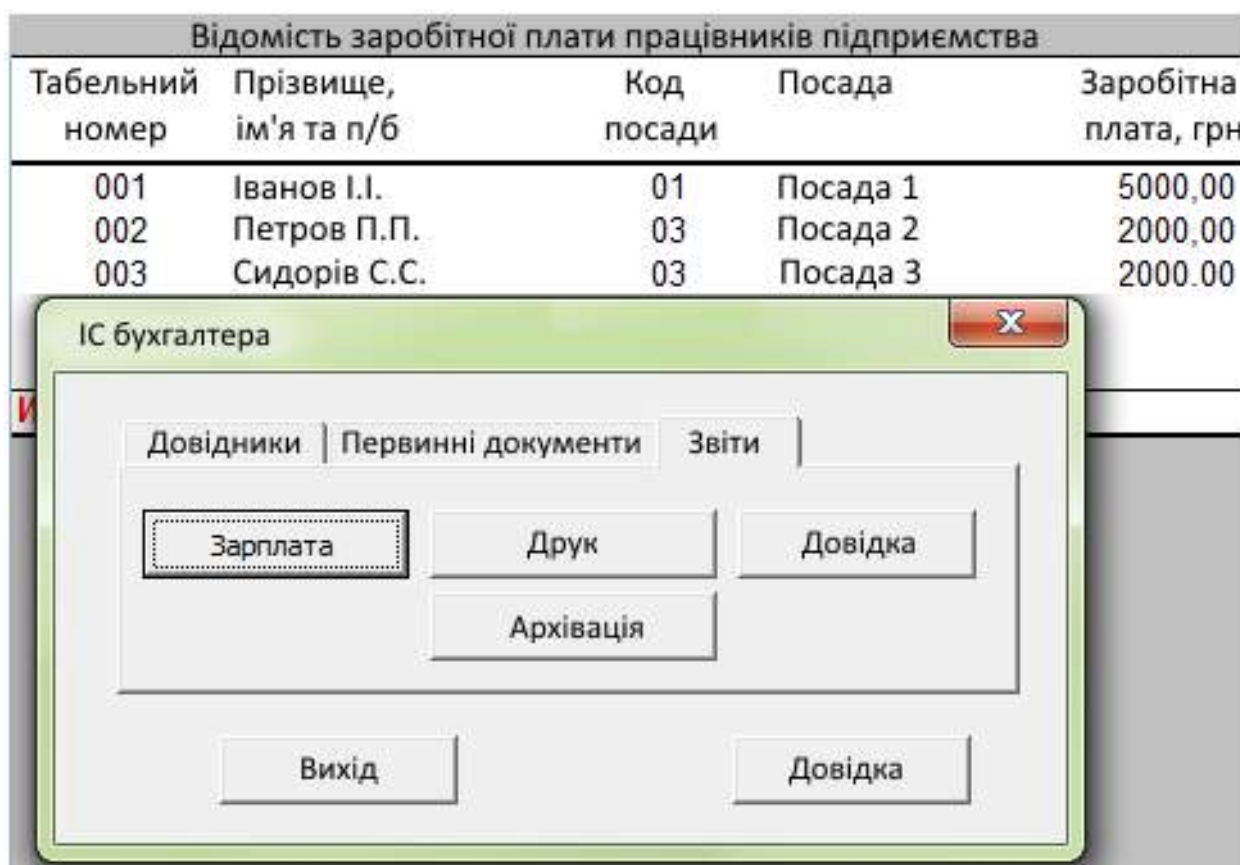 Відомість заробітної плати працівників підприємства
Табельний Прізвище, Код Посада Заробітна
номер ім'я та п/б посади плата, грн
001 Іванов І.І. 01 Посада 1 5000,00
002 Петров П.П. 03 Посада 2 2000,00
003 Сидорів С.С. 03 Посада 3 2000.00
ІС бухгалтера
Довідники Первинні документи Звіти
Зарплата Друк Довідка
Архівація
Вихід Довідка